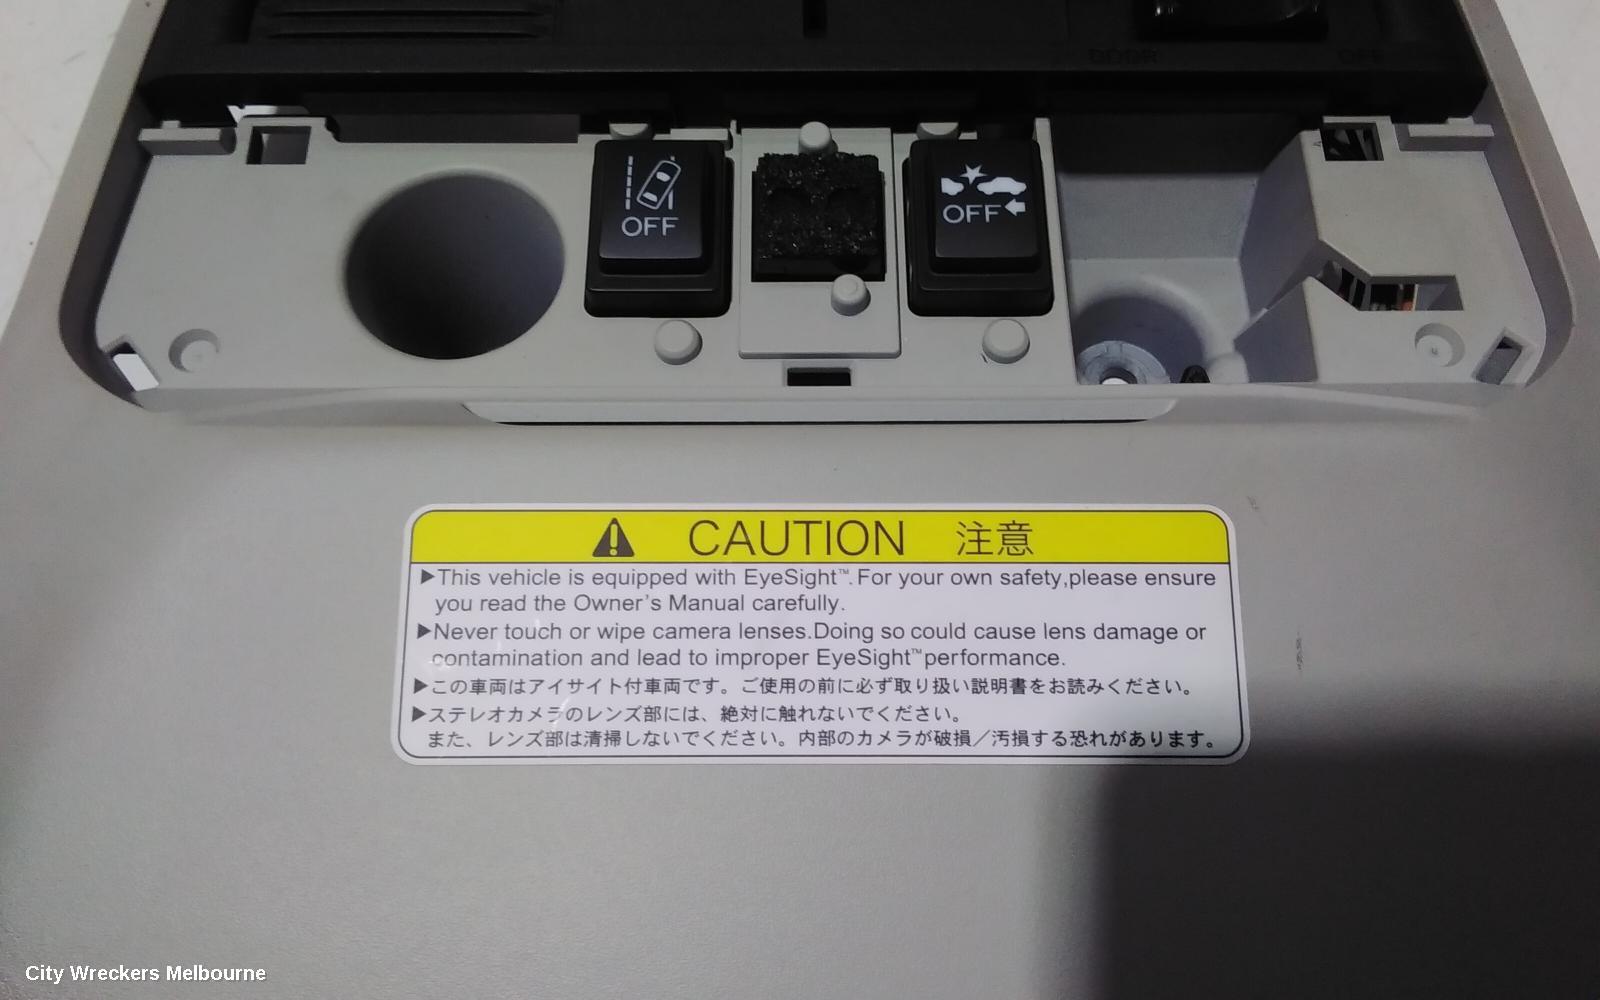 DOOR OFF
OFF
OFF
CAUTION 注意
▶This vehicle is equipped with EyeSight™. For your own safety,please ensure
you read the Owner's Manual carefully.
▶Never touch or wipe camera lenses.Doing so could cause lens damage or
contamination and lead to improper EyeSight™performance.
▶この車両はアイサイト付車両です。ご使用の前に必ず取り扱い説明書をお読みください。
▶ステレオカメラのレンズ部には、絶対に触れないでください。
また、レンズ部は清掃しないでください。内部のカメラが破損／汚損する恐れがあります。
City Wreckers Melbourne